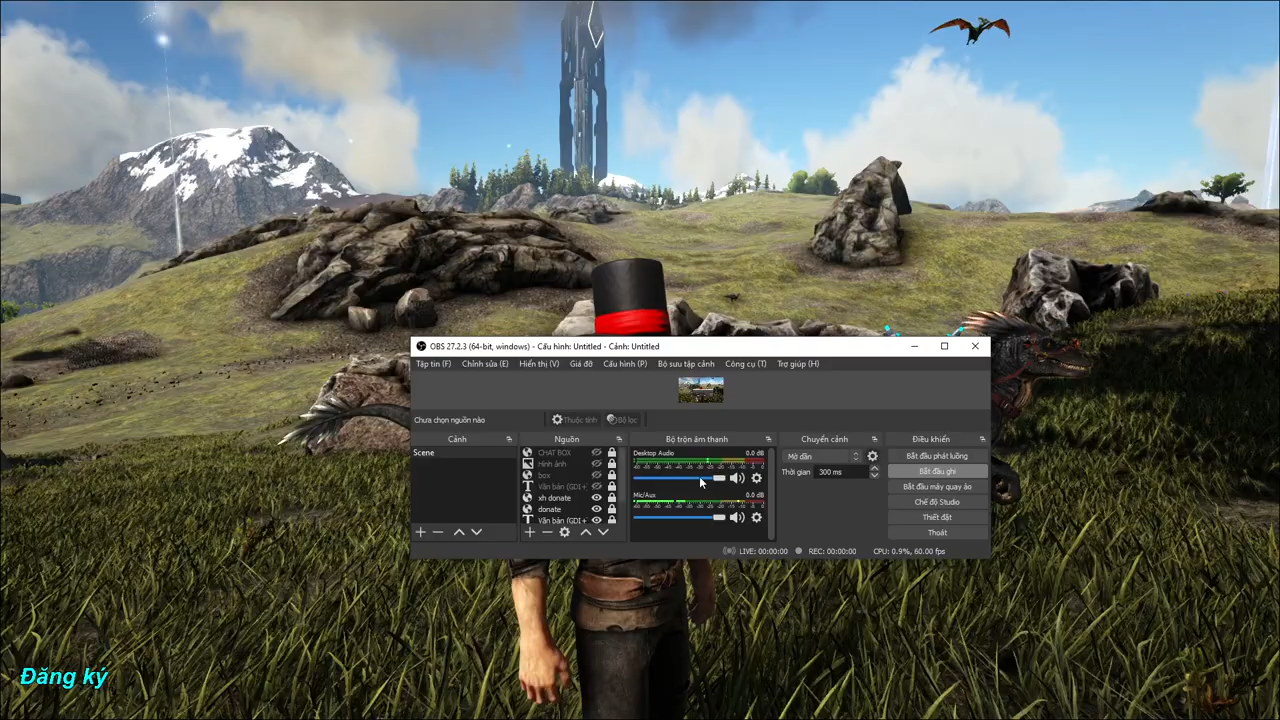 OBS 27.2.3 (64-bit, windows) - Cấu hình: Untitled - Cảnh: Untitled
Tập tin (F) Chỉnh sửa (E) Hiển thị (V) Giá đỡ Cấu hình (P) Bộ sưu tập cảnh Công cụ (T) Trợ giúp (H)
Chưa chọn nguồn nào Thuộc tính Bộ lọc
Cảnh Nguồn Bộ trộn âm thanh Chuyển cảnh Điều khiển
Scene
CHAT BOX
Hình ảnh
box
Văn bản (GDI+
xh donate
donate
Văn bản (GDI+
Desktop Audio 0.0 dB
Mic/Aux 0.0 dB
Mờ dần
Thời gian 300 ms
Bắt đầu phát luồng
Bắt đầu ghi
Bắt đầu máy quay ảo
Chế độ Studio
Thiết đặt
Thoát
LIVE: 00:00:00 REC: 00:00:00 CPU: 0.9%, 60.00 fps
Đăng ký